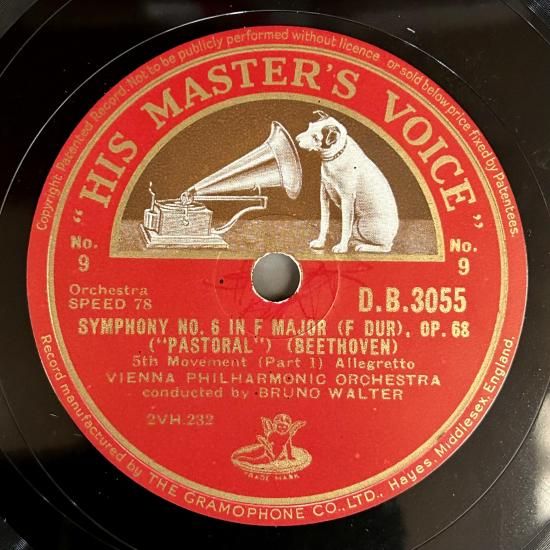 Copyright. Patented Record. Not to be publicly performed without licence or sold below price fixed by Patentees.
"HIS MASTER'S VOICE"
No. 9
No. 9
Orchestra
SPEED 78
D.B.3055
SYMPHONY NO. 6 IN F MAJOR (F DUR), OP. 68
("PASTORAL") (BEETHOVEN)
5th Movement (Part 1) Allegretto
VIENNA PHILHARMONIC ORCHESTRA
conducted by BRUNO WALTER
2VH.232
TRADE MARK
Record manufactured by THE GRAMOPHONE CO., LTD., Hayes, Middlesex, England.